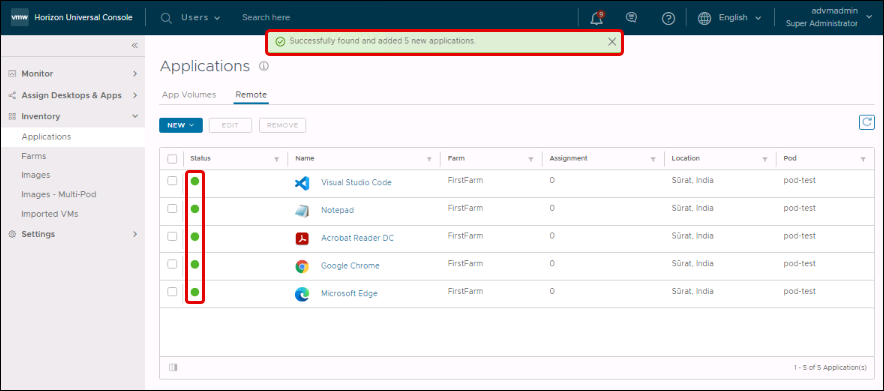 vmw Horizon Universal Console Users Search here 9 English advmadmin
Super Administrator
Successfully found and added 5 new applications.
Applications
Monitor
Assign Desktops & Apps
Inventory
Applications
Farms
Images
Images - Multi-Pod
Imported VMs
Settings
App Volumes Remote
NEW EDIT REMOVE
Status Name Farm Assignment Location Pod
Visual Studio Code FirstFarm 0 Sūrat, India pod-test
Notepad FirstFarm 0 Sūrat, India pod-test
Acrobat Reader DC FirstFarm 0 Sūrat, India pod-test
Google Chrome FirstFarm 0 Sūrat, India pod-test
Microsoft Edge FirstFarm 0 Sūrat, India pod-test
1 - 5 of 5 Application(s)